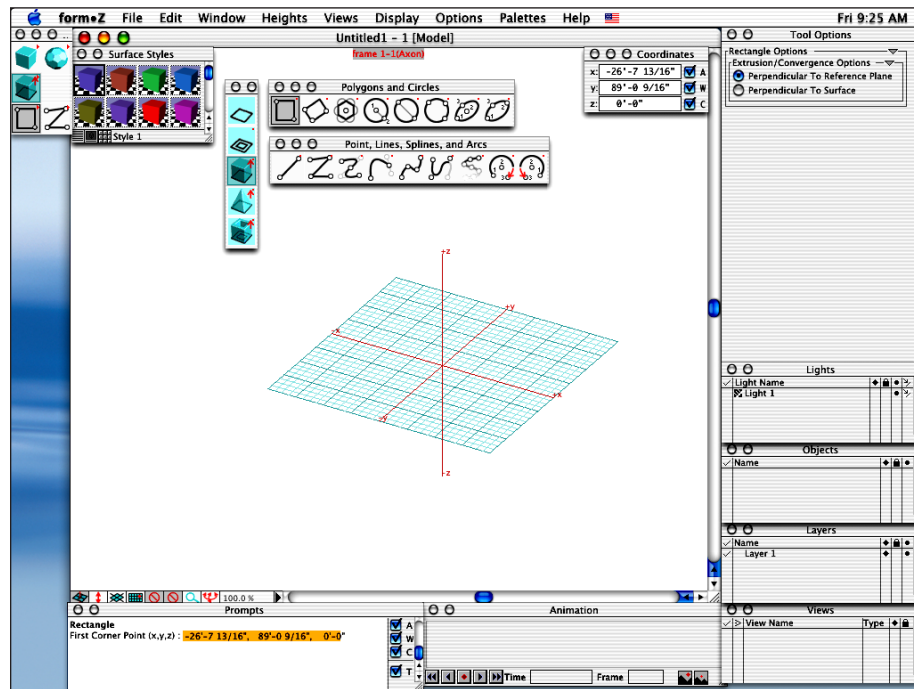 form•Z File Edit Window Heights Views Display Options Palettes Help Fri 9:25 AM
Untitled1 - 1 [Model]
frame 1-1(Axon)
Surface Styles
Style 1
Polygons and Circles
Point, Lines, Splines, and Arcs
Coordinates
x: -26'-7 13/16" A
y: 89'-0 9/16" W
z: 0'-0" C
Tool Options
Rectangle Options
Extrusion/Convergence Options
Perpendicular To Reference Plane
Perpendicular To Surface
+z
+y
-x
+x
-y
-z
Lights
Light Name
Light 1
Objects
Name
Layers
Name
Layer 1
Views
View Name Type
100.0 %
Prompts
Rectangle
First Corner Point (x,y,z) : -26'-7 13/16", 89'-0 9/16", 0'-0"
A
W
C
T
Animation
Time Frame